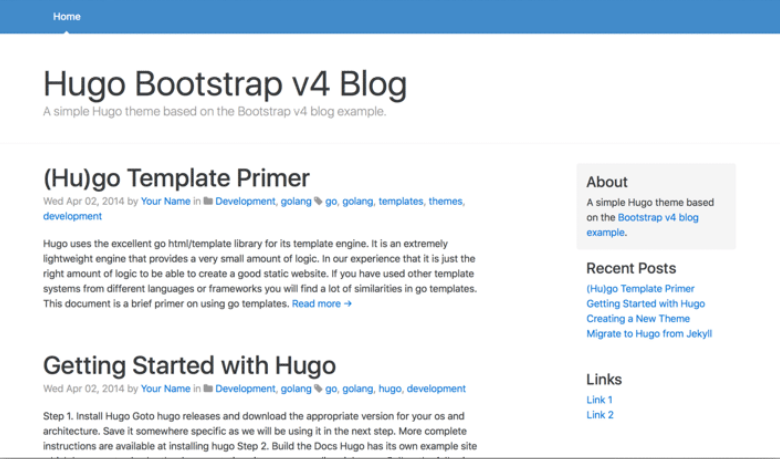 Home
Hugo Bootstrap v4 Blog
A simple Hugo theme based on the Bootstrap v4 blog example.
(Hu)go Template Primer
Wed Apr 02, 2014 by Your Name in Development, golang go, golang, templates, themes,
development
Hugo uses the excellent go html/template library for its template engine. It is an extremely
lightweight engine that provides a very small amount of logic. In our experience that it is just the
right amount of logic to be able to create a good static website. If you have used other template
systems from different languages or frameworks you will find a lot of similarities in go templates.
This document is a brief primer on using go templates. Read more →
Getting Started with Hugo
Wed Apr 02, 2014 by Your Name in Development, golang go, golang, hugo, development
Step 1. Install Hugo Goto hugo releases and download the appropriate version for your os and
architecture. Save it somewhere specific as we will be using it in the next step. More complete
instructions are available at installing hugo Step 2. Build the Docs Hugo has its own example site
About
A simple Hugo theme based
on the Bootstrap v4 blog
example.
Recent Posts
(Hu)go Template Primer
Getting Started with Hugo
Creating a New Theme
Migrate to Hugo from Jekyll
Links
Link 1
Link 2